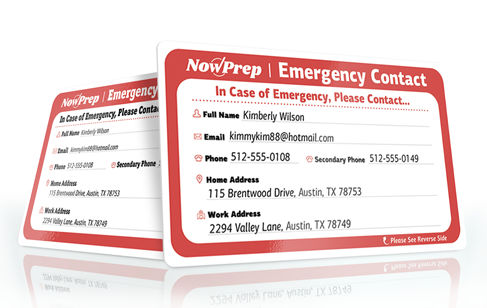 NowPrep | Emergency Contact
In Case of Emergency, Please Contact...
Full Name Kimberly Wilson
Email kimmykim88@hotmail.com
Phone 512-555-0108 Secondary Phone 512-555-0149
Home Address
115 Brentwood Drive, Austin, TX 78753
Work Address
2294 Valley Lane, Austin, TX 78749
Please See Reverse Side
NowPrep | Emergency
In Case of Emergency, Please Contact
Full Name Kimberly Wilson
Email kimmykim88@hotmail.com
Phone 512-555-0108 Secondary Phone
Home Address
115 Brentwood Drive, Austin, TX 78753
Work Address
2294 Valley Lane, Austin, TX 78749